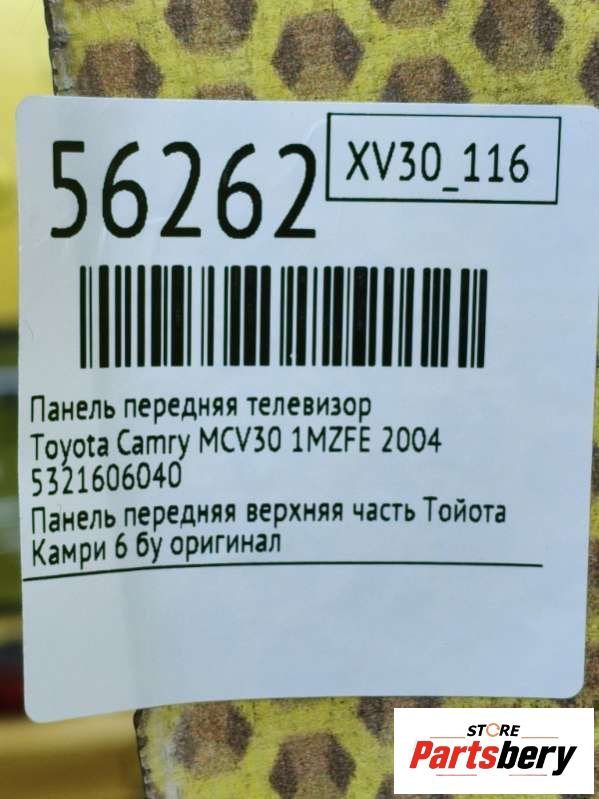 56262
XV30_116
Панель передняя телевизор
Toyota Camry MCV30 1MZFE 2004
5321606040
Панель передняя верхняя часть Тойота
Камри 6 бу оригинал
STORE
Partsbery